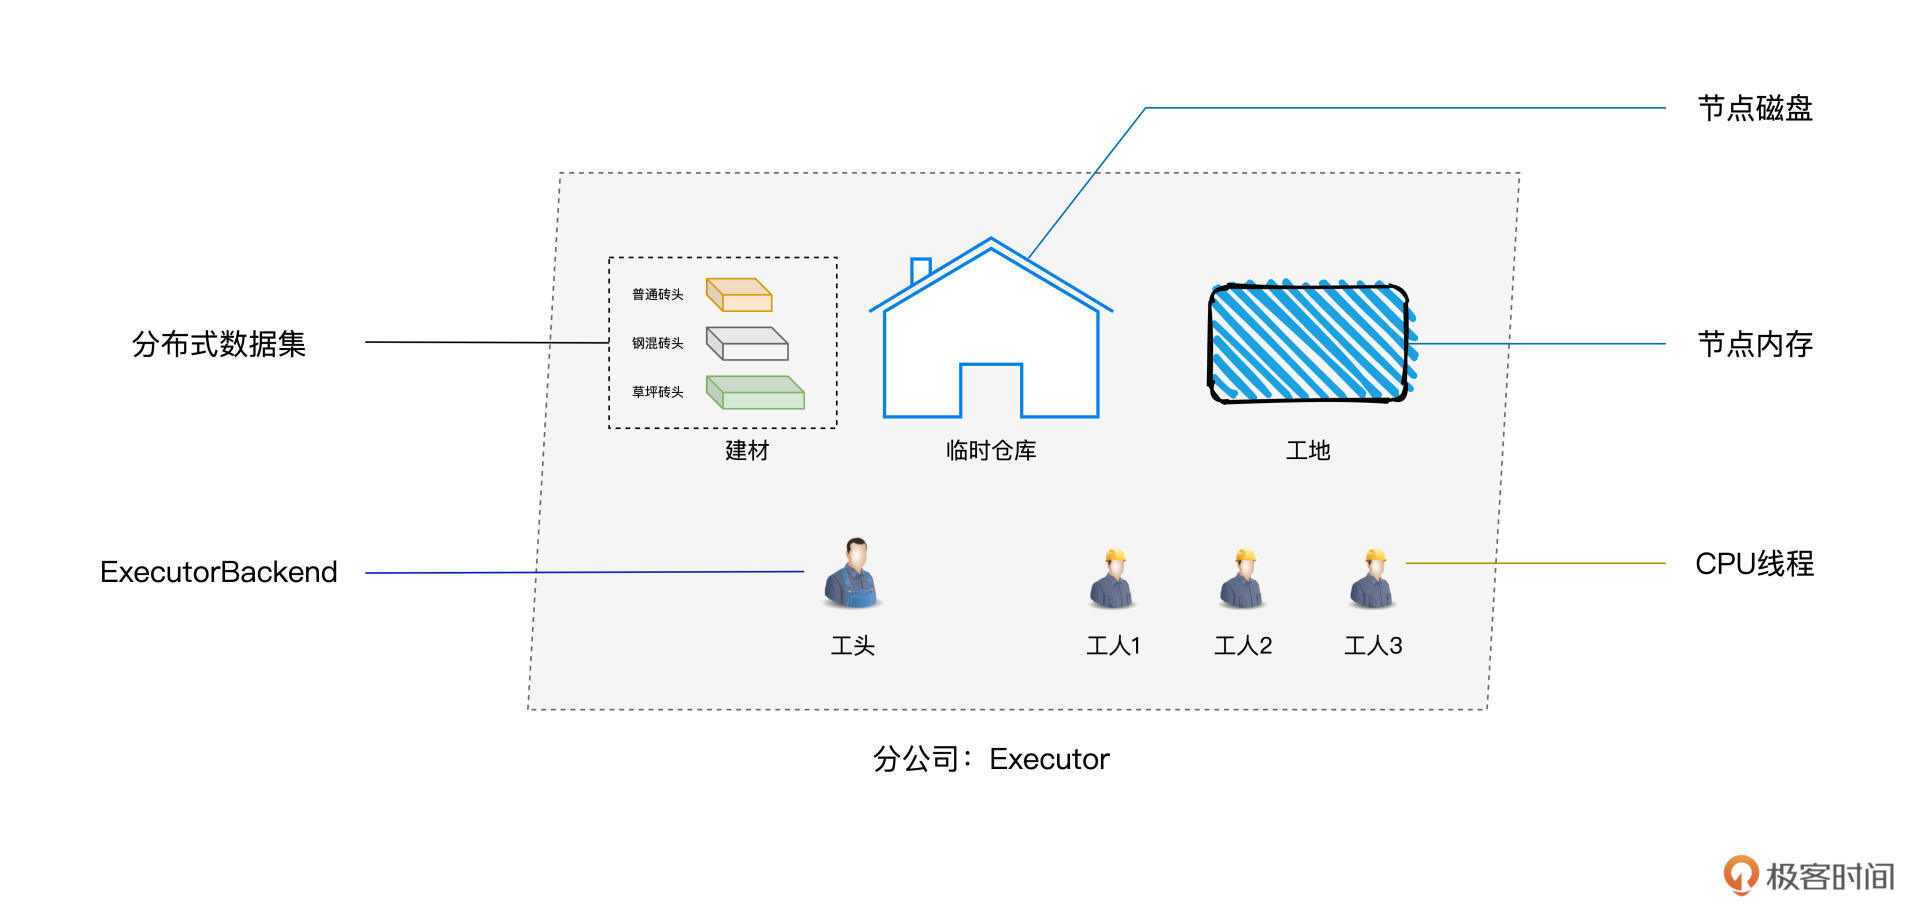 节点磁盘
普通砖头
钢混砖头
草坪砖头
分布式数据集
节点内存
建材
临时仓库
工地
ExecutorBackend
CPU线程
工头
工人1
工人2
工人3
分公司：Executor
极客时间